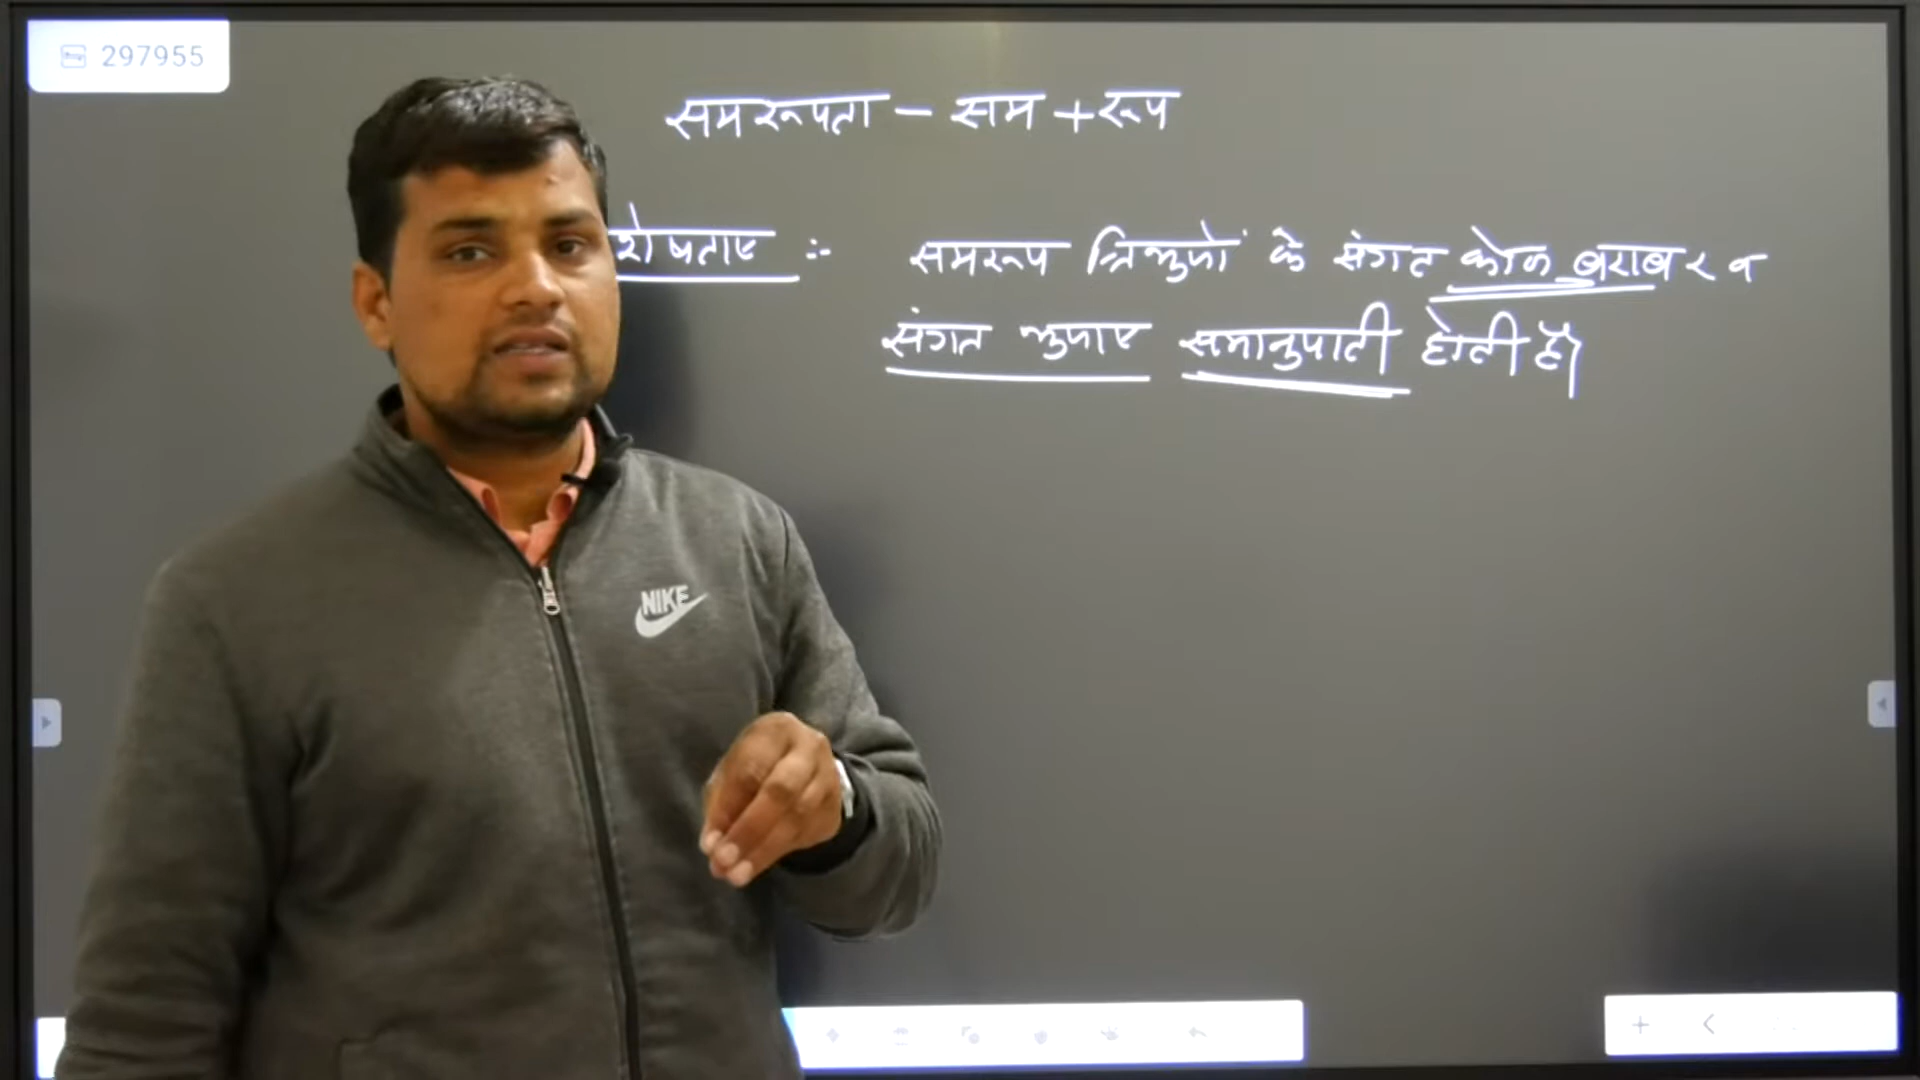 297955
समरूपता - सम + रूप
शेषताए :- समरूप त्रिभुजों के संगत कोण बराबर व
संगत भुजाए समानुपाती होती है।
NIKE